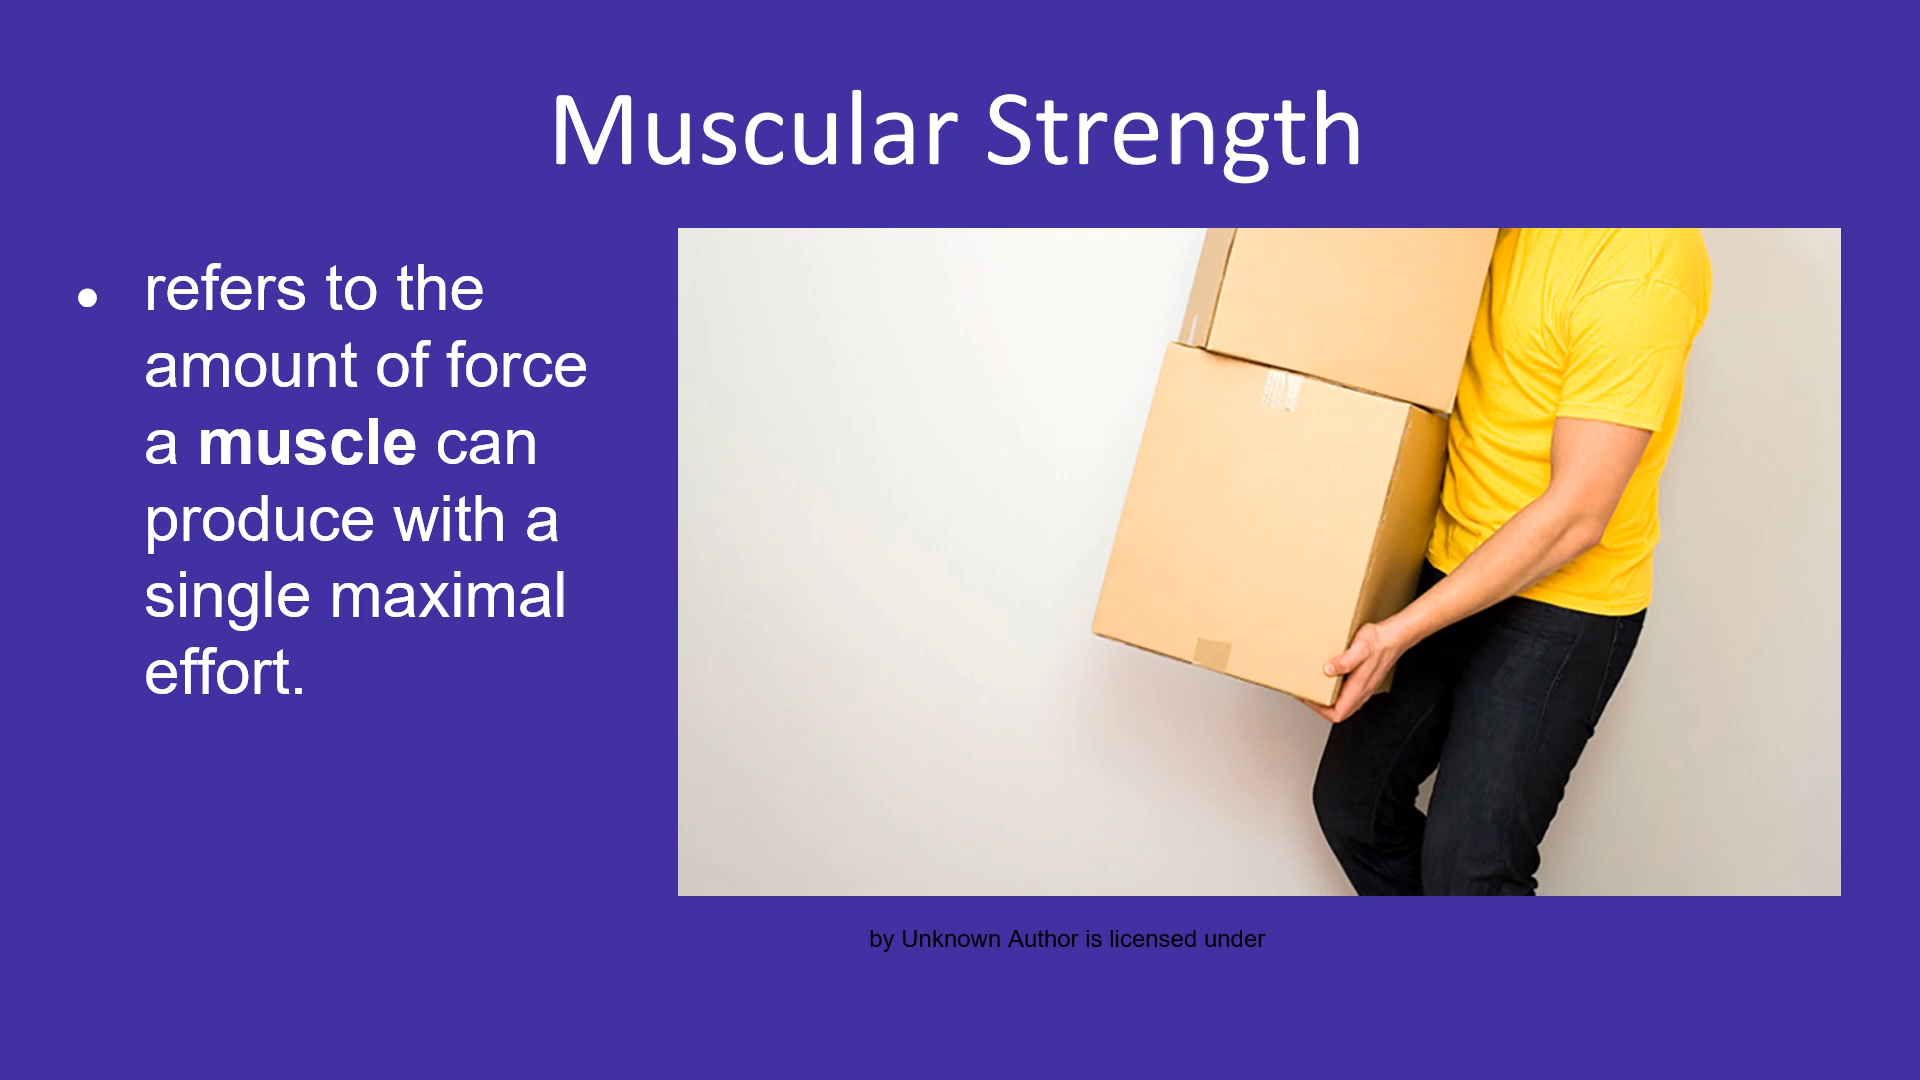 Muscular Strength
• refers to the
amount of force
a muscle can
produce with a
single maximal
effort.
by Unknown Author is licensed under